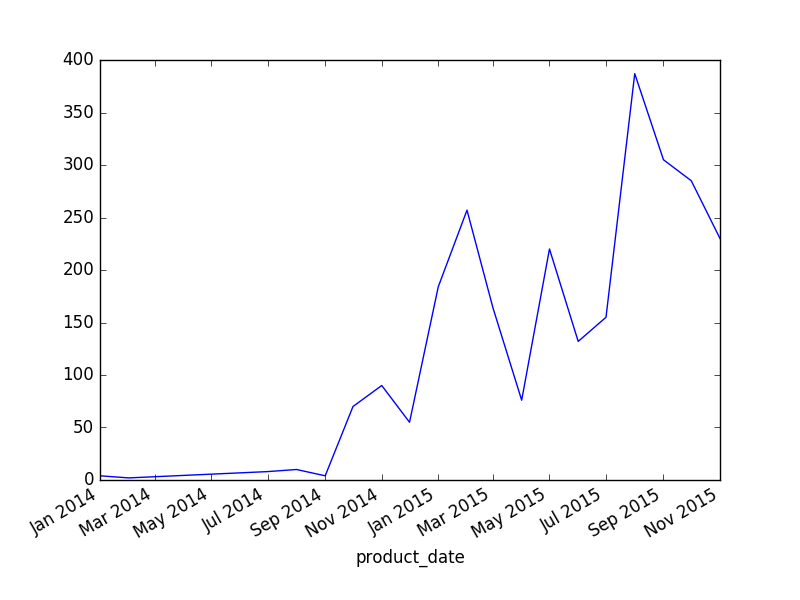 400
350
300
250
200
150
100
50
0
Jan 2014
Mar 2014
May 2014
Jul 2014
Sep 2014
Nov 2014
Jan 2015
Mar 2015
May 2015
Jul 2015
Sep 2015
Nov 2015
product_date